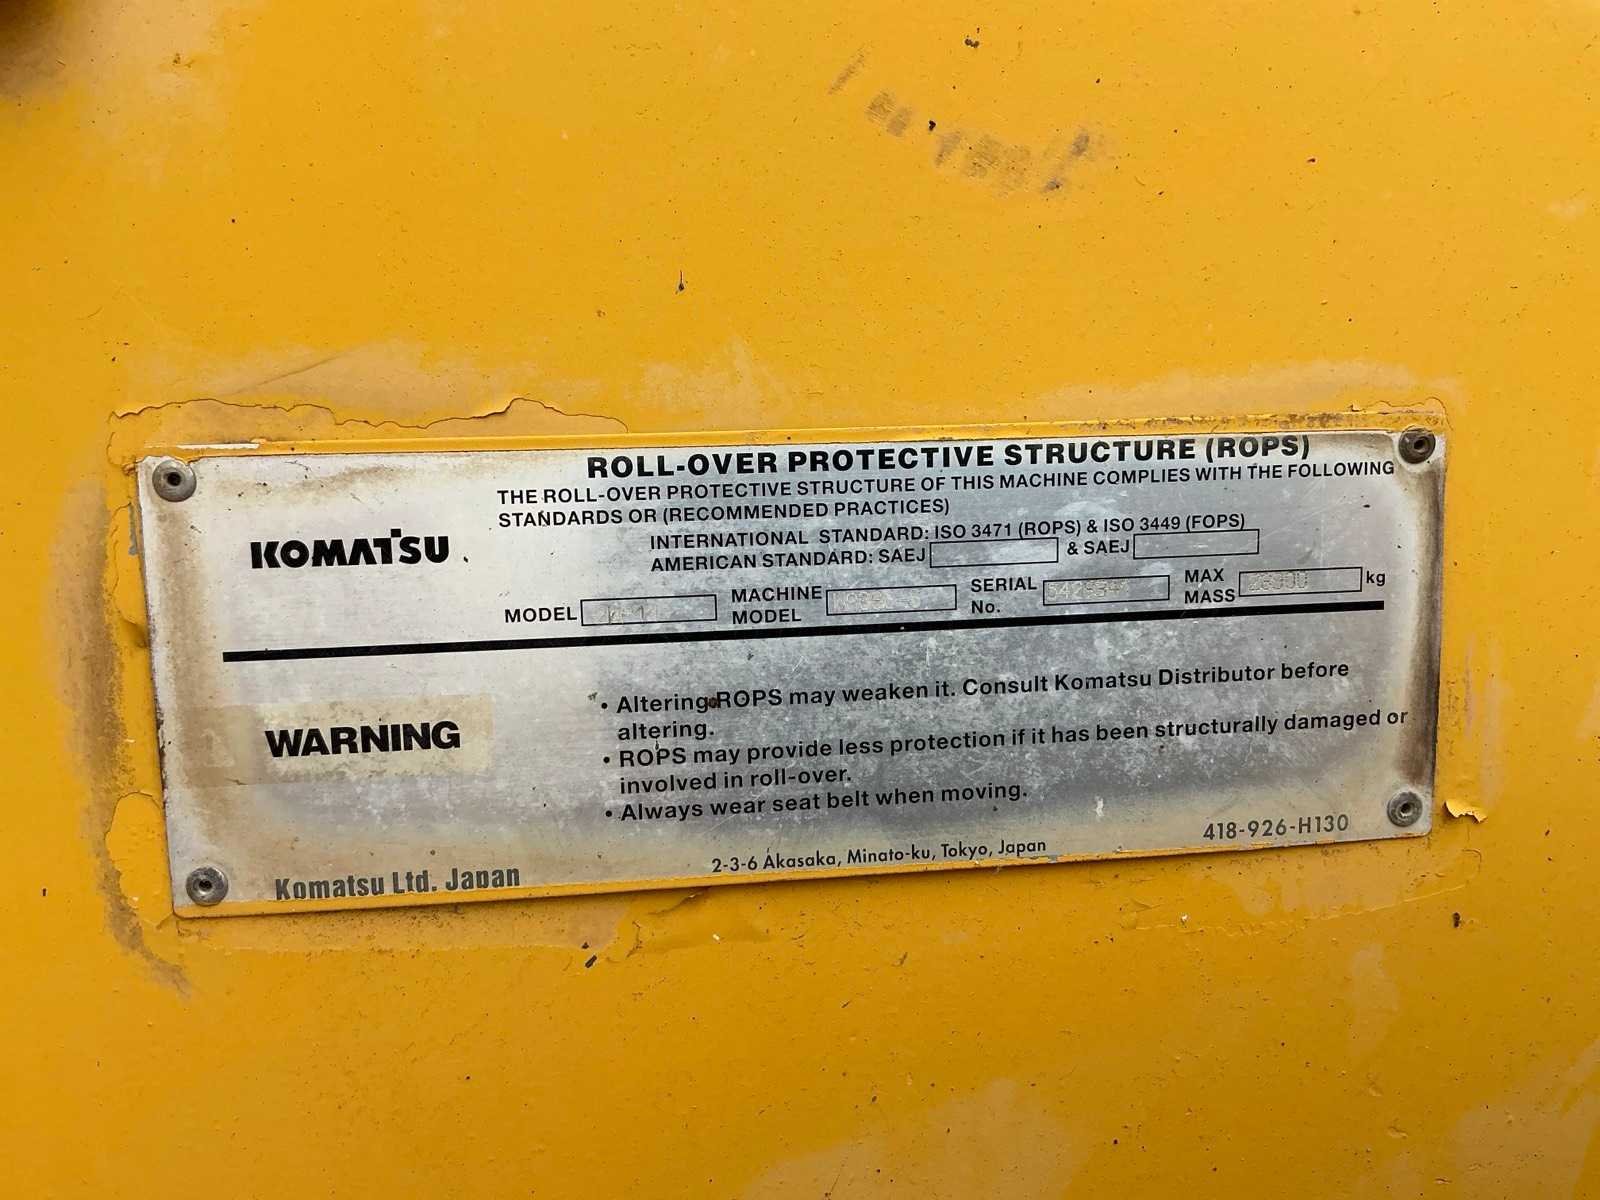 ROLL-OVER PROTECTIVE STRUCTURE (ROPS)
THE ROLL-OVER PROTECTIVE STRUCTURE OF THIS MACHINE COMPLIES WITH THE FOLLOWING
STANDARDS OR (RECOMMENDED PRACTICES)
KOMATSU
INTERNATIONAL STANDARD: ISO 3471 (ROPS) & ISO 3449 (FOPS)
AMERICAN STANDARD: SAEJ & SAEJ
MODEL MACHINE MODEL SERIAL No. MAX MASS kg
WARNING
• Altering ROPS may weaken it. Consult Komatsu Distributor before
altering.
• ROPS may provide less protection if it has been structurally damaged or
involved in roll-over.
• Always wear seat belt when moving.
Komatsu Ltd. Japan
2-3-6 Akasaka, Minato-ku, Tokyo, Japan
418-926-H130